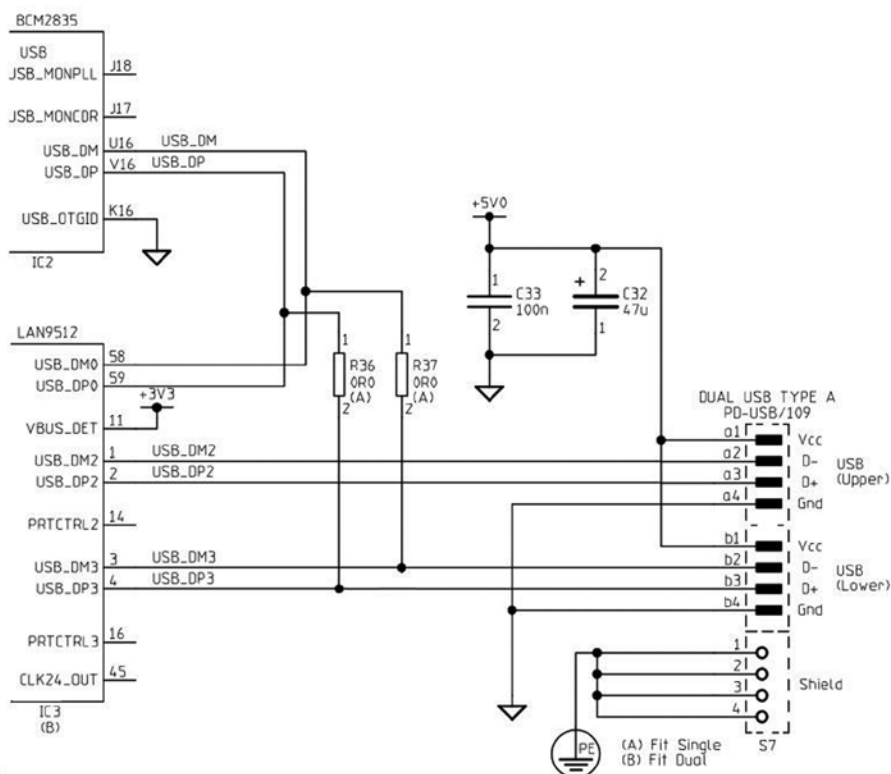 BCM2835
USB
USB_MONPLL J18
USB_MONCDR J17
USB_DM U16 USB_DM
USB_DP V16 USB_DP
USB_OTGID K16
IC2
+5V0
1
2
C33
100n
+
2
1
C32
47u
LAN9512
USB_DM0 58
USB_DP0 59
+3V3
VBUS_DET 11
1
R36
0R0
(A)
2
1
R37
0R0
(A)
2
USB_DM2 1 USB_DM2
USB_DP2 2 USB_DP2
PRTCTRL2 14
USB_DM3 3 USB_DM3
USB_DP3 4 USB_DP3
PRTCTRL3 16
CLK24_OUT 45
IC3
(B)
DUAL USB TYPE A
PD-USB/109
a1 Vcc
a2 D-
a3 D+
a4 Gnd
USB
(Upper)
b1 Vcc
b2 D-
b3 D+
b4 Gnd
USB
(Lower)
1
2
3
4
Shield
S7
PE
(A) Fit Single
(B) Fit Dual